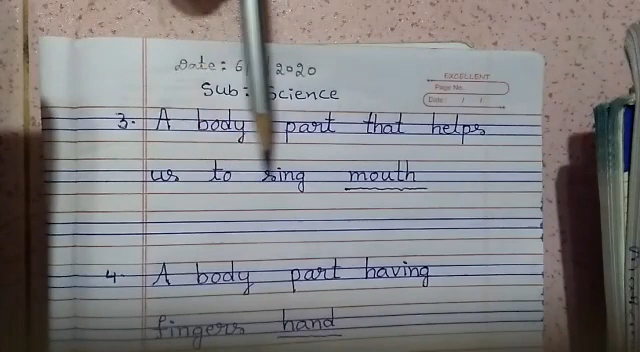 Date: 6 2020
Sub: Science
EXCELLENT
Page No.
Date: / /
3. A body part that helps
us to sing mouth
4. A body part having
fingers hand